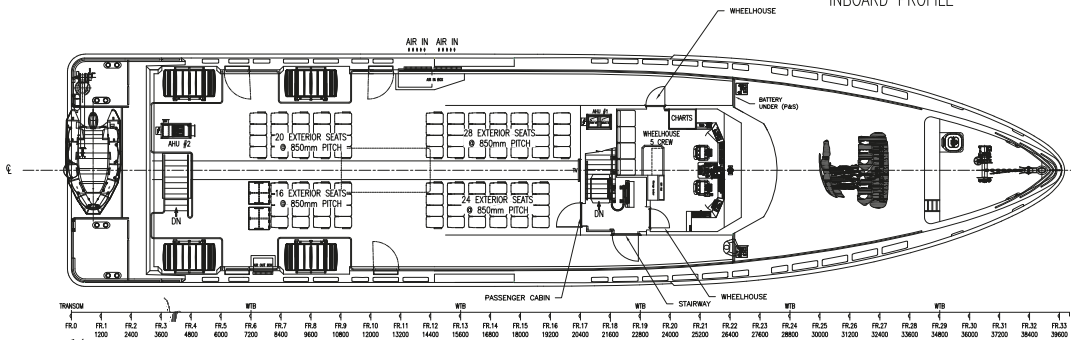 INBOARD PROFILE
WHEELHOUSE
AIR IN AIR IN
BATTERY
UNDER (P&S)
AHU #1
CHARTS
WHEELHOUSE
5 CREW
AHU #2
20 EXTERIOR SEATS
@ 850mm PITCH
28 EXTERIOR SEATS
@ 850mm PITCH
16 EXTERIOR SEATS
@ 850mm PITCH
24 EXTERIOR SEATS
@ 850mm PITCH
DN
DN
PASSENGER CABIN
STAIRWAY
WHEELHOUSE
TRANSOM WTB WTB WTB WTB WTB
FR.0 FR.1 FR.2 FR.3 FR.4 FR.5 FR.6 FR.7 FR.8 FR.9 FR.10 FR.11 FR.12 FR.13 FR.14 FR.15 FR.16 FR.17 FR.18 FR.19 FR.20 FR.21 FR.22 FR.23 FR.24 FR.25 FR.26 FR.27 FR.28 FR.29 FR.30 FR.31 FR.32 FR.33
1200 2400 3600 4800 6000 7200 8400 9600 10800 12000 13200 14400 15600 16800 18000 19200 20400 21600 22800 24000 25200 26400 27600 28800 30000 31200 32400 33600 34800 36000 37200 38400 39600